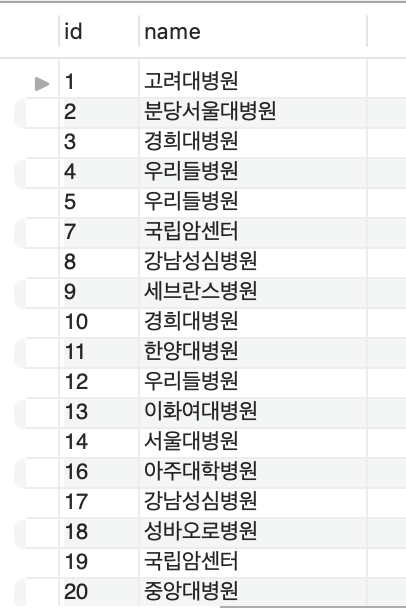 id name
1 고려대병원
2 분당서울대병원
3 경희대병원
4 우리들병원
5 우리들병원
7 국립암센터
8 강남성심병원
9 세브란스병원
10 경희대병원
11 한양대병원
12 우리들병원
13 이화여대병원
14 서울대병원
16 아주대학병원
17 강남성심병원
18 성바오로병원
19 국립암센터
20 중앙대병원